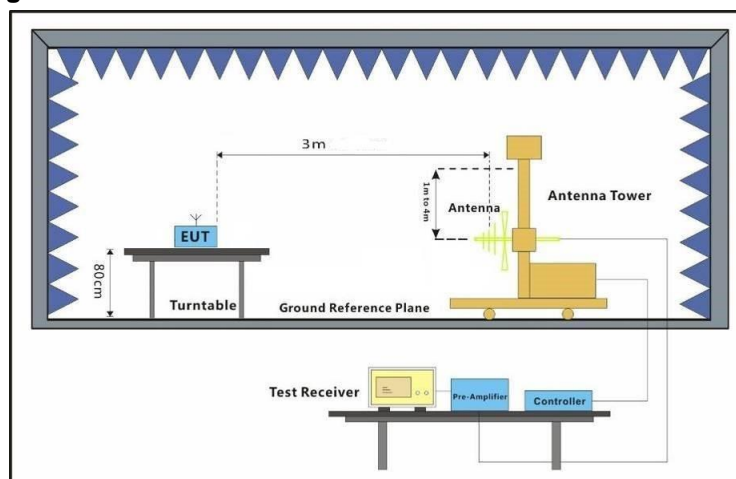 3m
1m to 4m
Antenna
Antenna Tower
EUT
80cm
Turntable
Ground Reference Plane
Test Receiver
Pre-Amplifier
Controller